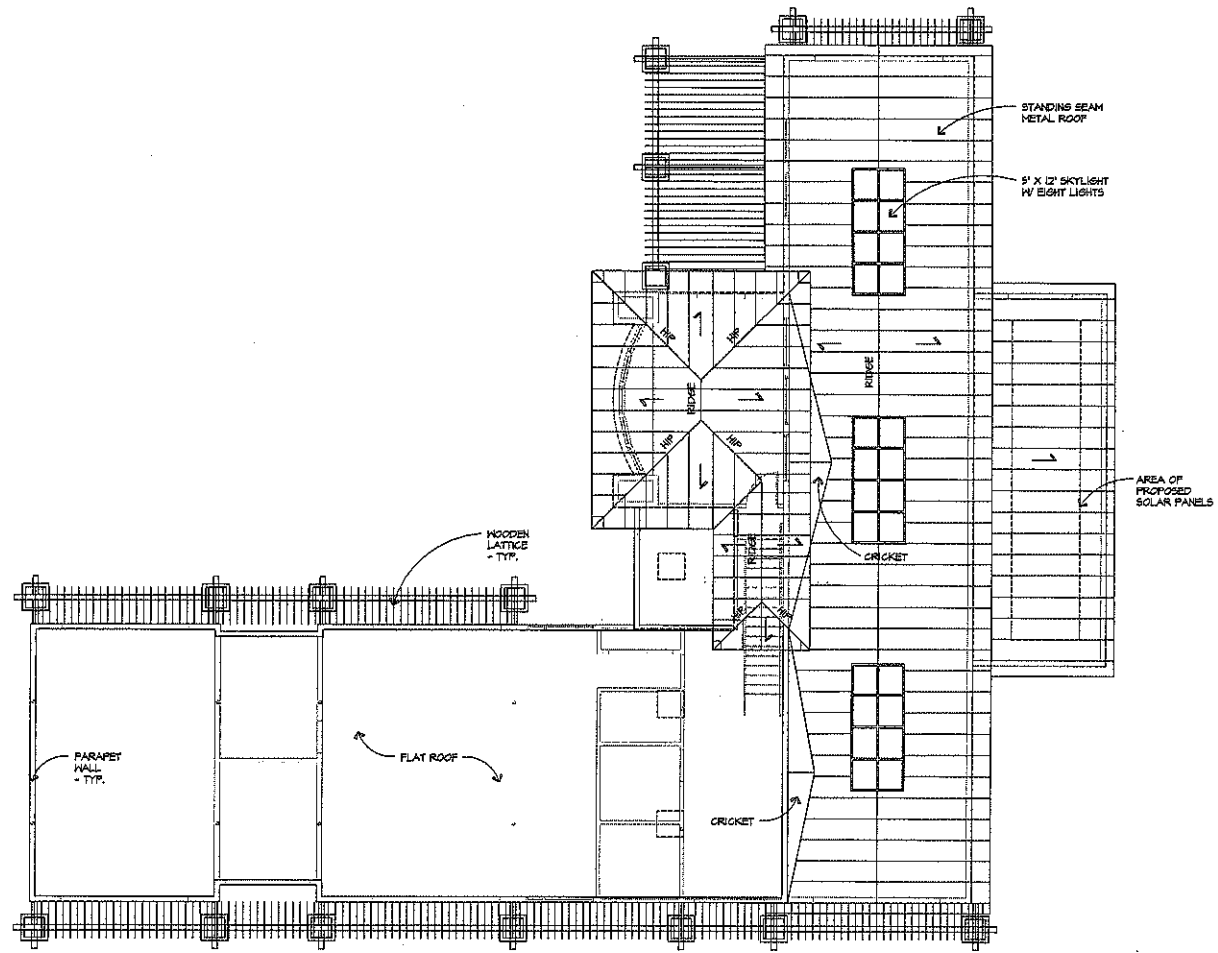 STANDING SEAM
METAL ROOF
5' X 12' SKYLIGHT
W/ EIGHT LIGHTS
HIP
HIP
RIDGE
RIDGE
HIP
HIP
AREA OF
PROPOSED
SOLAR PANELS
WOODEN
LATTICE
- TYP.
RIDGE
CRICKET
HIP
HIP
PARAPET
WALL
- TYP.
FLAT ROOF
CRICKET